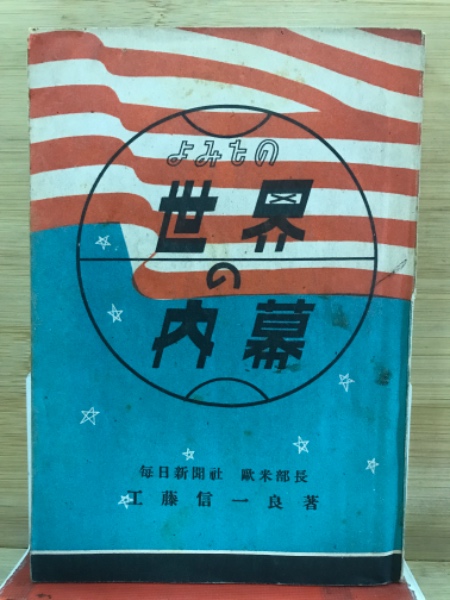 よみもの
世界
の
内幕
毎日新聞社 歐米部長
工藤信一良著